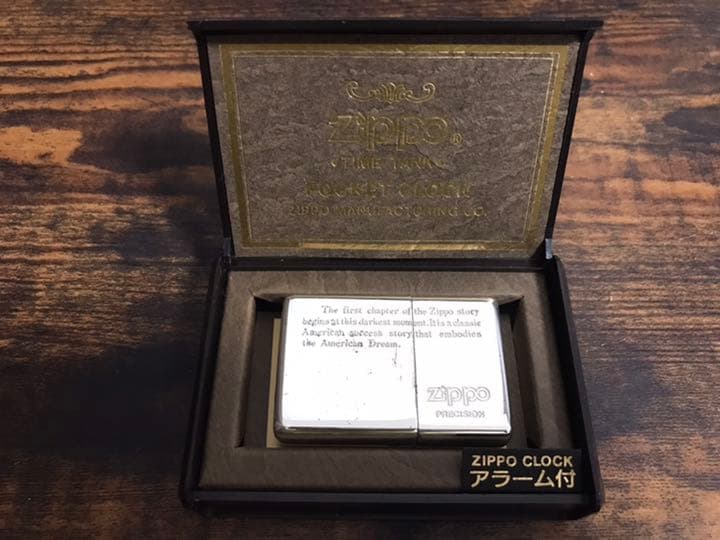 Zippo®
TIME TANK
POCKET CLOCK
ZIPPO MANUFACTURING CO.
The first chapter of the Zippo story
begins at this darkest moment. It is a classic
American success story that embodies
the American Dream.
Zippo
PRECISION
ZIPPO CLOCK
アラーム付